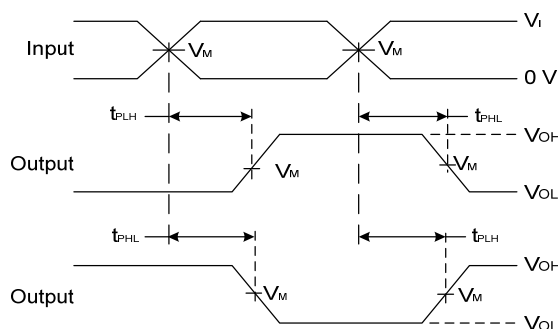 Input
VM
VM
VI
0 V
tPLH
tPHL
Output
VM
VM
VOH
VOL
tPHL
tPLH
Output
VM
VM
VOH
VOL